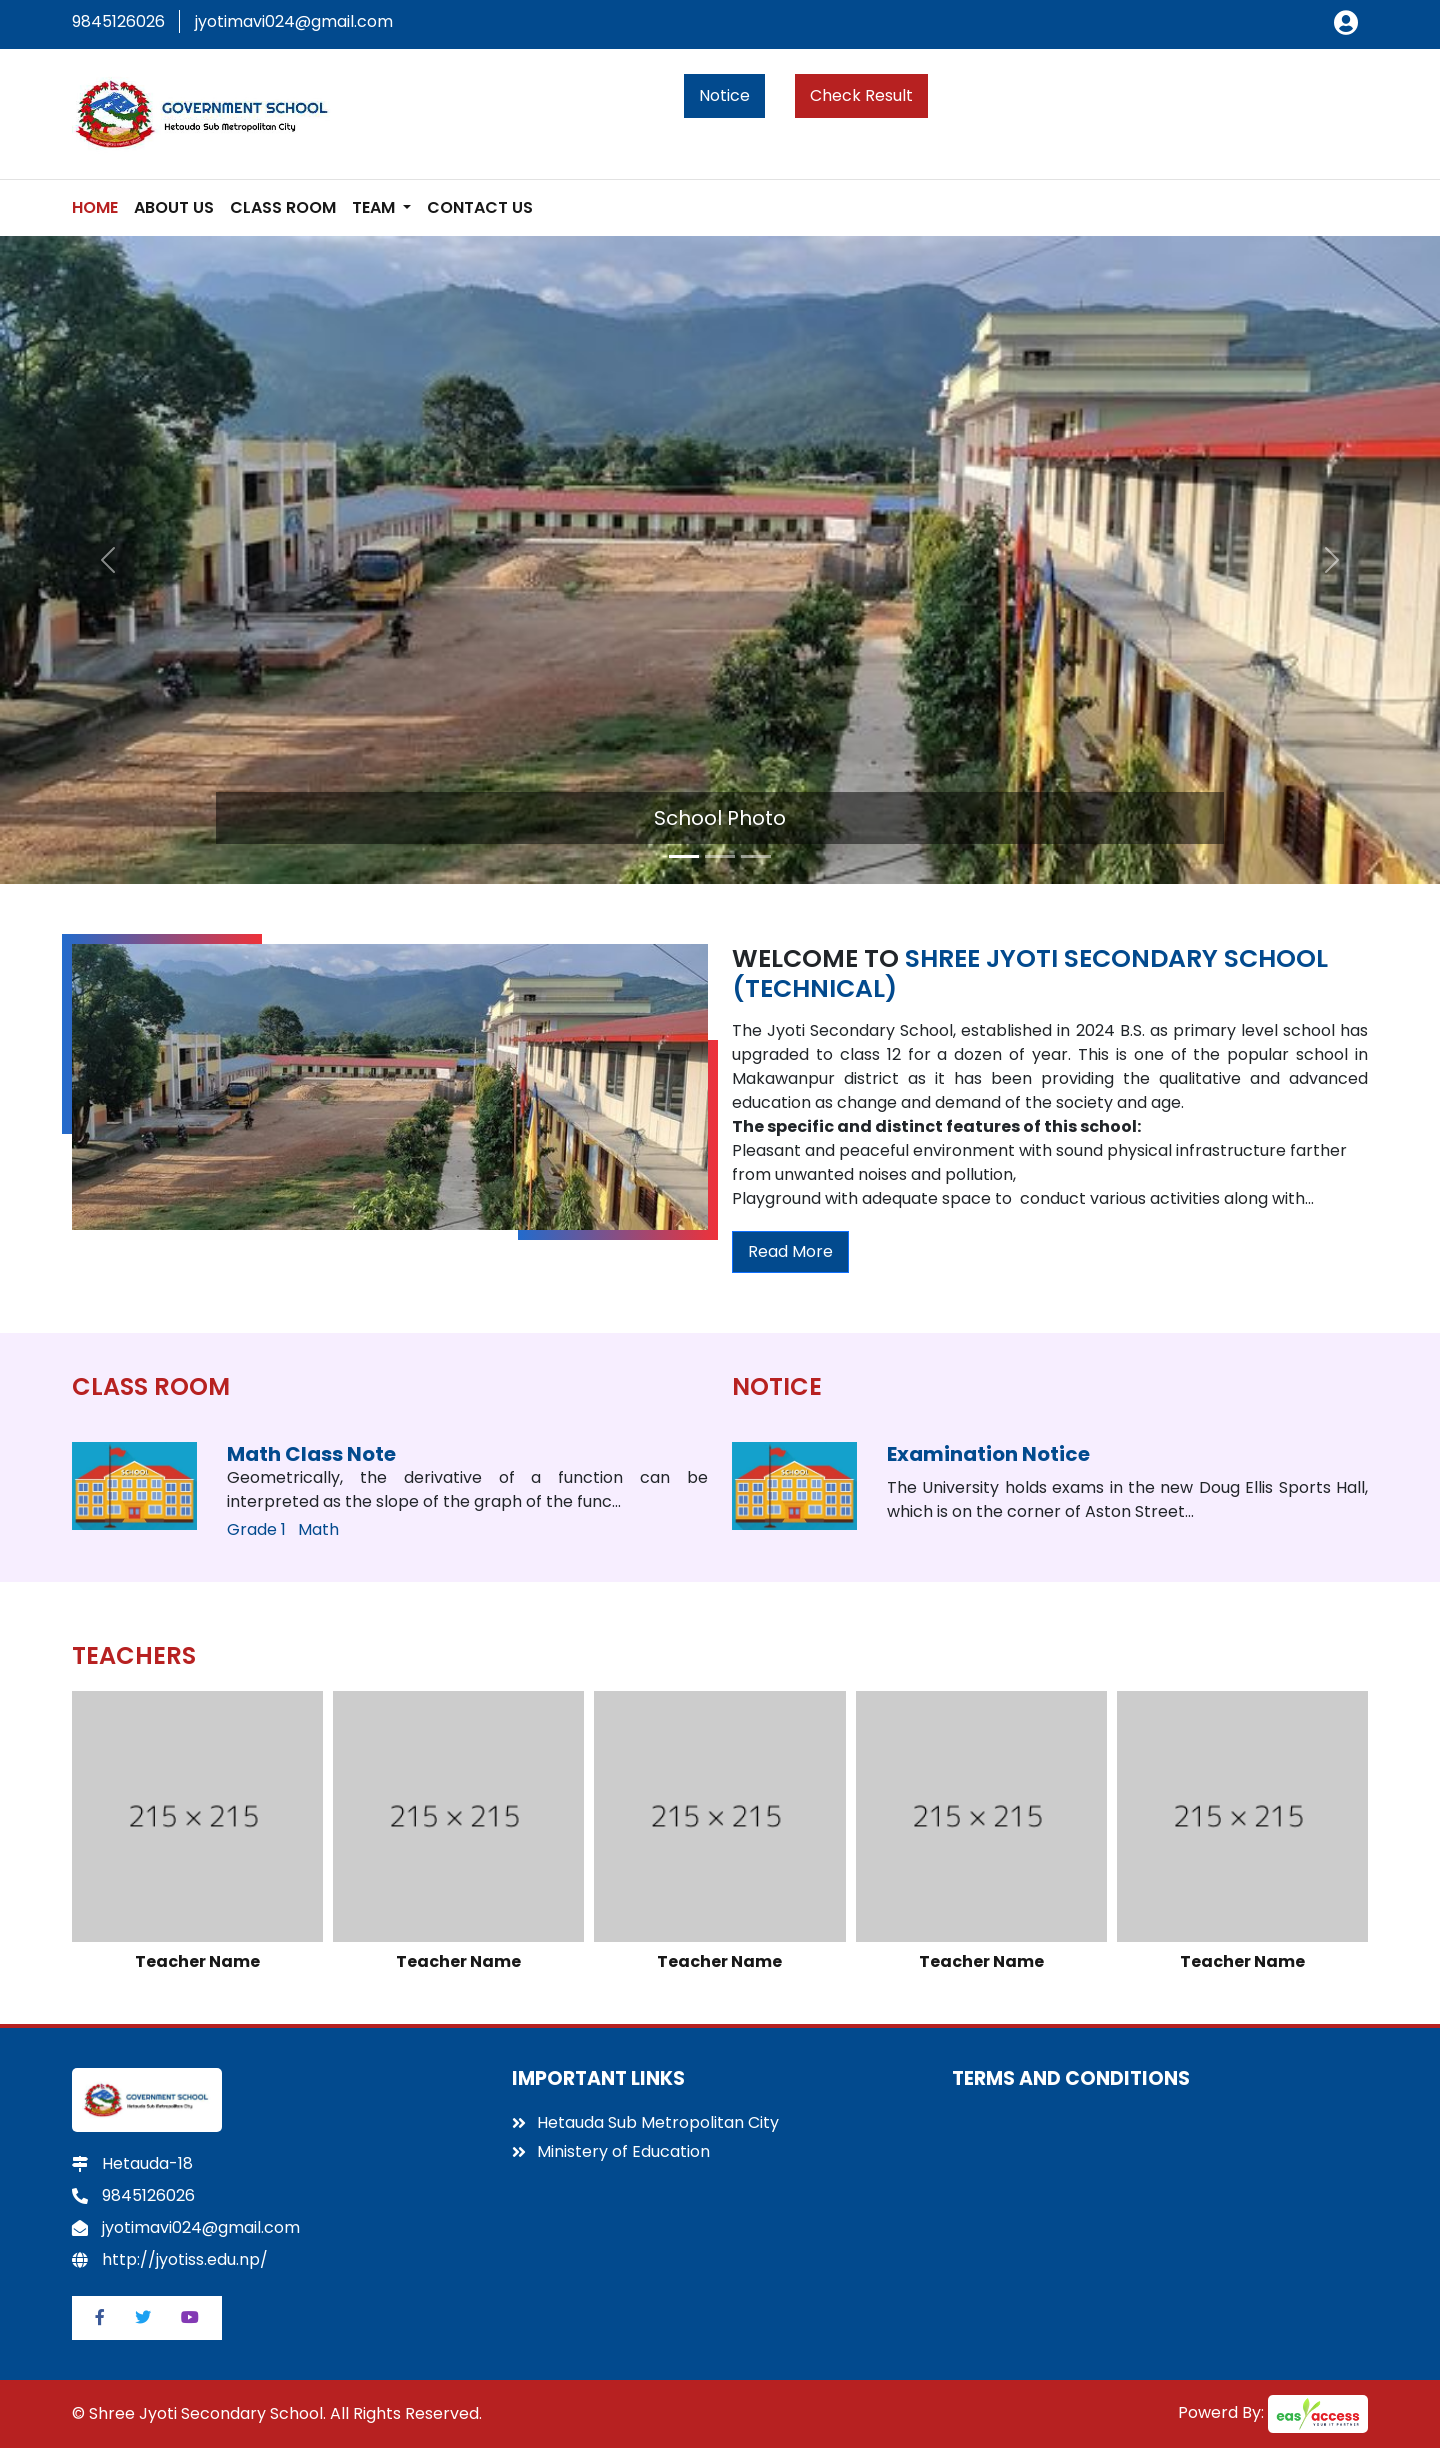 9845126026 jyotimavi024@gmail.com
GOVERNMENT SCHOOL
Hetauda Sub Metropolitan City
Notice Check Result
HOME ABOUT US CLASS ROOM TEAM CONTACT US
School Photo
WELCOME TO SHREE JYOTI SECONDARY SCHOOL
(TECHNICAL)
The Jyoti Secondary School, established in 2024 B.S. as primary level school has
upgraded to class 12 for a dozen of year. This is one of the popular school in
Makawanpur district as it has been providing the qualitative and advanced
education as change and demand of the society and age.
The specific and distinct features of this school:
Pleasant and peaceful environment with sound physical infrastructure farther
from unwanted noises and pollution,
Playground with adequate space to conduct various activities along with...
Read More
CLASS ROOM
SCHOOL
Math Class Note
Geometrically, the derivative of a function can be
interpreted as the slope of the graph of the func...
Grade 1 Math
NOTICE
SCHOOL
Examination Notice
The University holds exams in the new Doug Ellis Sports Hall,
which is on the corner of Aston Street...
TEACHERS
215 × 215 215 × 215 215 × 215 215 × 215 215 × 215
Teacher Name Teacher Name Teacher Name Teacher Name Teacher Name
GOVERNMENT SCHOOL
Hetauda Sub Metropolitan City
Hetauda-18
9845126026
jyotimavi024@gmail.com
http://jyotiss.edu.np/
IMPORTANT LINKS
Hetauda Sub Metropolitan City
Ministery of Education
TERMS AND CONDITIONS
© Shree Jyoti Secondary School. All Rights Reserved.
Powerd By: easyaccess
YOUR IT PARTNER